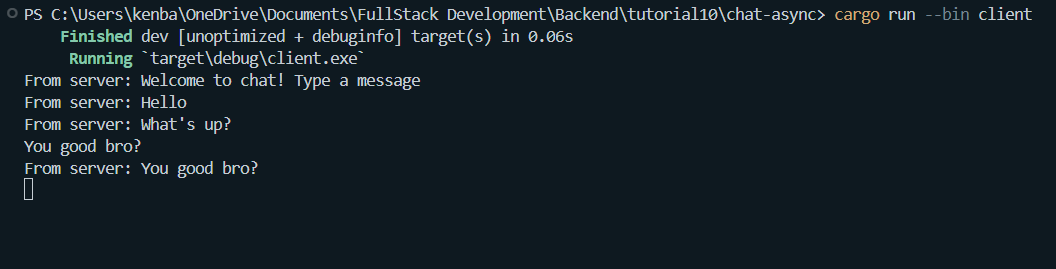 PS C:\Users\kenba\OneDrive\Documents\FullStack Development\Backend\tutorial10\chat-async> cargo run --bin client
Finished dev [unoptimized + debuginfo] target(s) in 0.06s
Running `target\debug\client.exe`
From server: Welcome to chat! Type a message
From server: Hello
From server: What's up?
You good bro?
From server: You good bro?